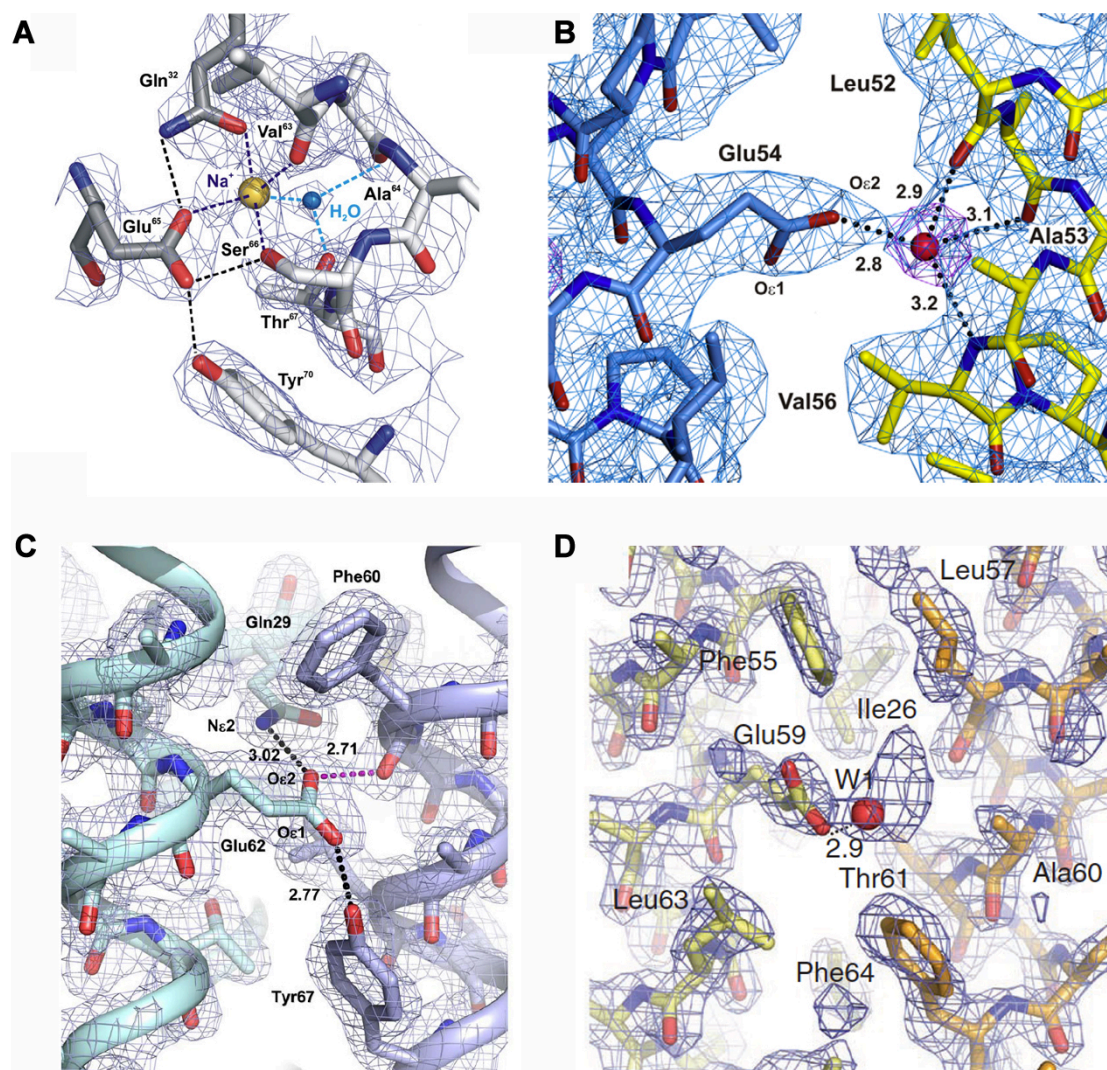 A
Gln32
Val63
Na+
Ala64
H2O
Glu65
Ser66
Thr67
Tyr70
B
Leu52
Glu54
Oε2
2.9
3.1
Ala53
2.8
Oε1
3.2
Val56
C
Phe60
Gln29
Nε2
3.02
2.71
Oε2
Oε1
Glu62
2.77
Tyr67
D
Leu57
Phe55
Ile26
Glu59
W1
2.9
Thr61
Ala60
Leu63
Phe64